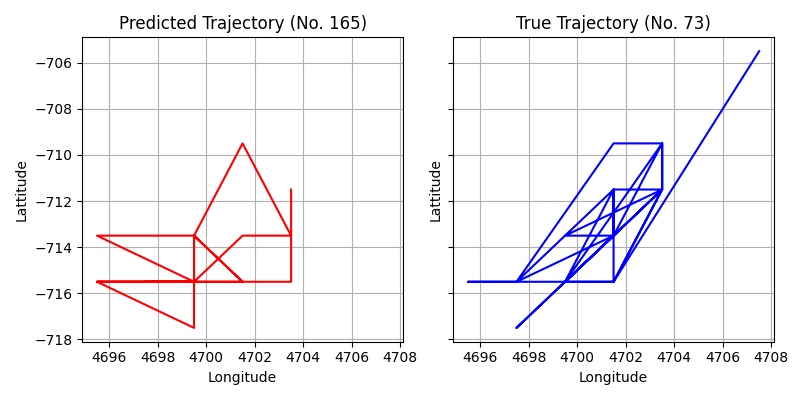 Predicted Trajectory (No. 165)
True Trajectory (No. 73)
−706
−708
−710
−712
−714
−716
−718
4696 4698 4700 4702 4704 4706 4708
4696 4698 4700 4702 4704 4706 4708
Lattitude
Lattitude
Longitude
Longitude